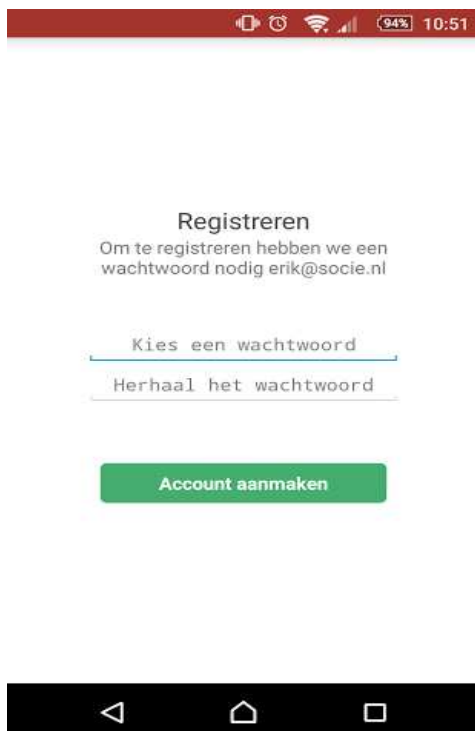 94% 10:51
Registreren
Om te registreren hebben we een
wachtwoord nodig erik@socie.nl
Kies een wachtwoord
Herhaal het wachtwoord
Account aanmaken